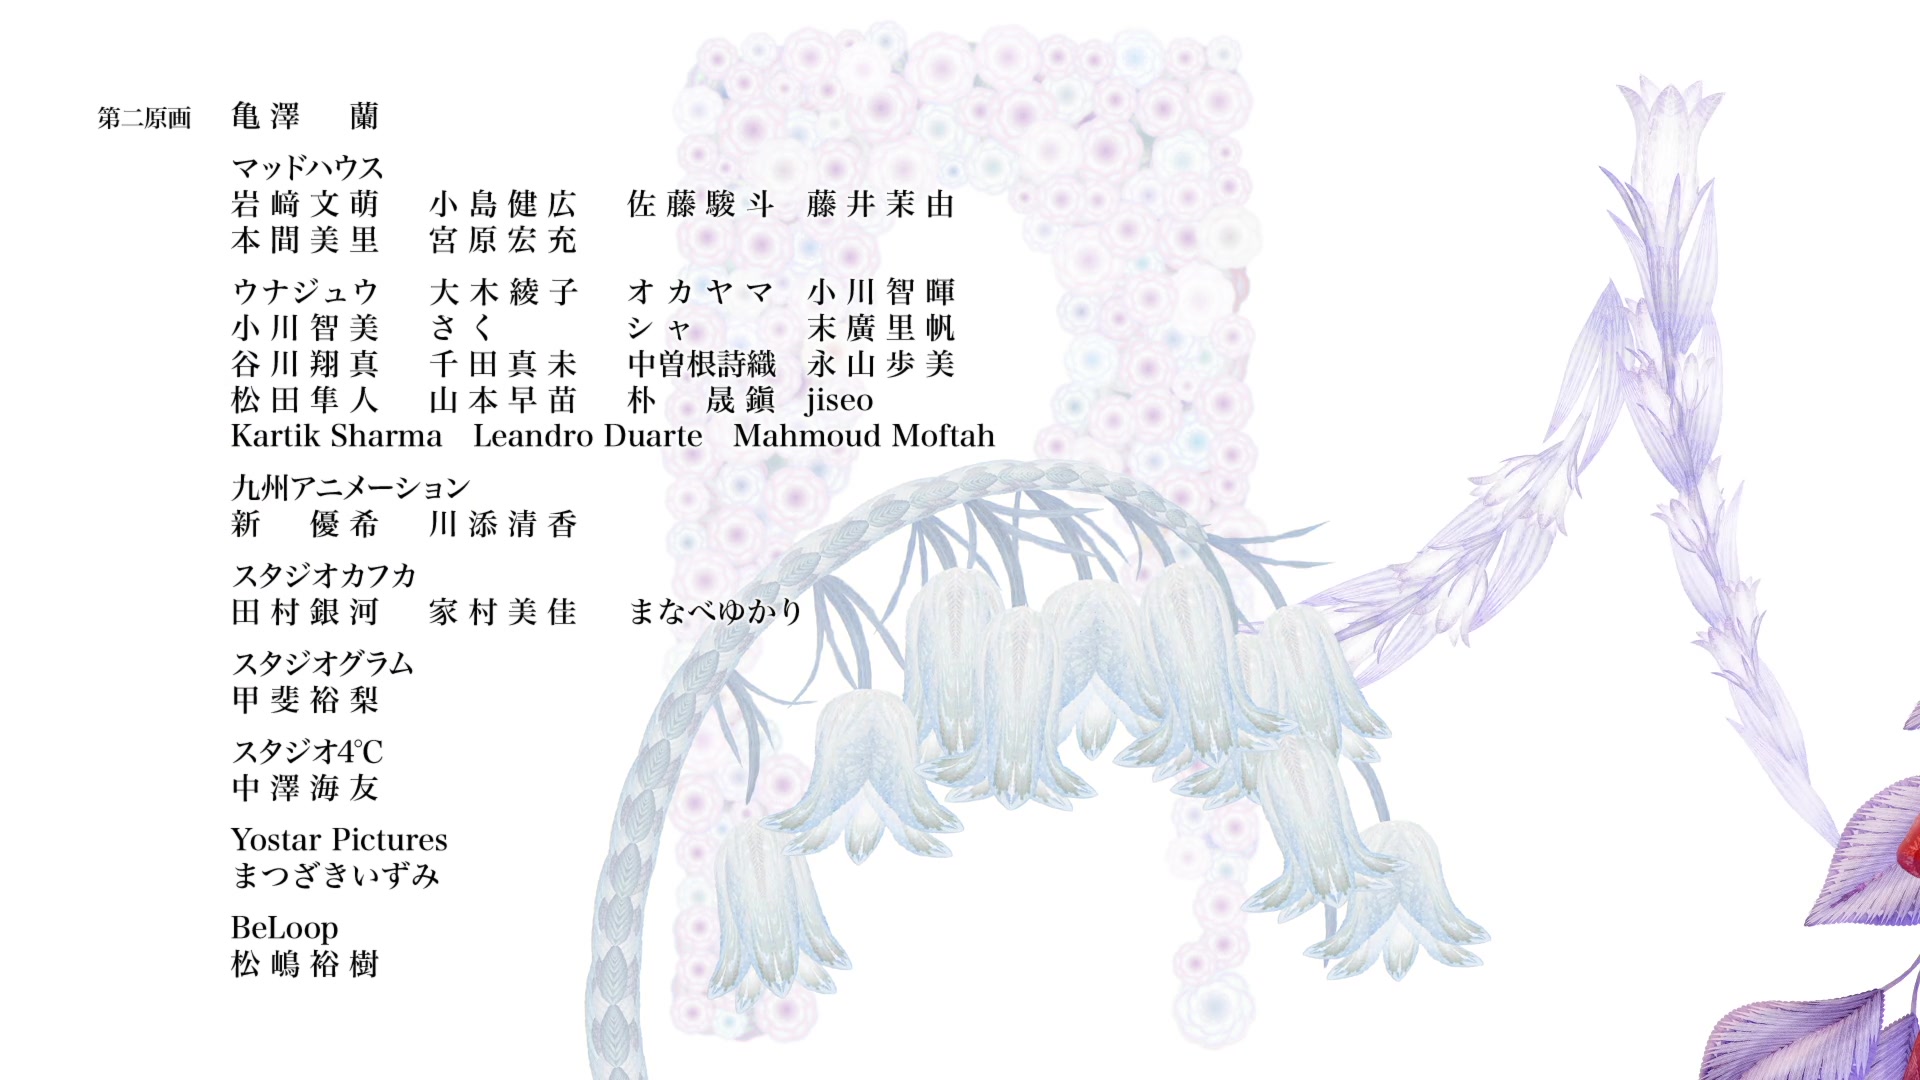 第二原画 亀澤 蘭
マッドハウス
岩﨑文萌 小島健広 佐藤駿斗 藤井茉由
本間美里 宮原宏充
ウナジュウ 大木綾子 オカヤマ 小川智暉
小川智美 さく シャ 末廣里帆
谷川翔真 千田真未 中曽根詩織 永山歩美
松田隼人 山本早苗 朴 晟鎭 jiseo
Kartik Sharma Leandro Duarte Mahmoud Moftah
九州アニメーション
新 優希 川添清香
スタジオカフカ
田村銀河 家村美佳 まなべゆかり
スタジオグラム
甲斐裕梨
スタジオ4℃
中澤海友
Yostar Pictures
まつざきいずみ
BeLoop
松嶋裕樹